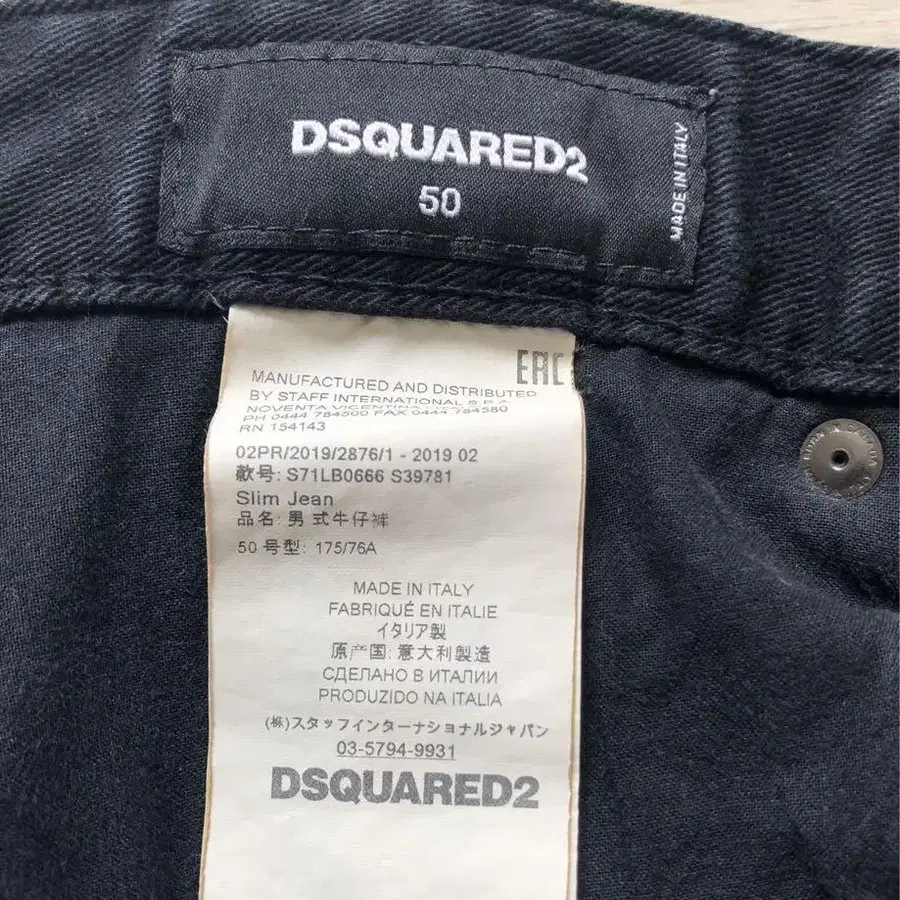 DSQUARED2
50
MADE IN ITALY
EAC
MANUFACTURED AND DISTRIBUTED
BY STAFF INTERNATIONAL S.P.A.
NOVENTA VICENTINA
PH 0444 784500 FAX 0444 784580
RN 154143
02PR/2019/2876/1 - 2019 02
款号: S71LB0666 S39781
Slim Jean
品名: 男式牛仔裤
50 号型: 175/76A
MADE IN ITALY
FABRIQUÉ EN ITALIE
イタリア製
原产国: 意大利製造
СДЕЛАНО В ИТАЛИИ
PRODUZIDO NA ITALIA
(株)スタッフインターナショナルジャパン
03-5794-9931
DSQUARED2